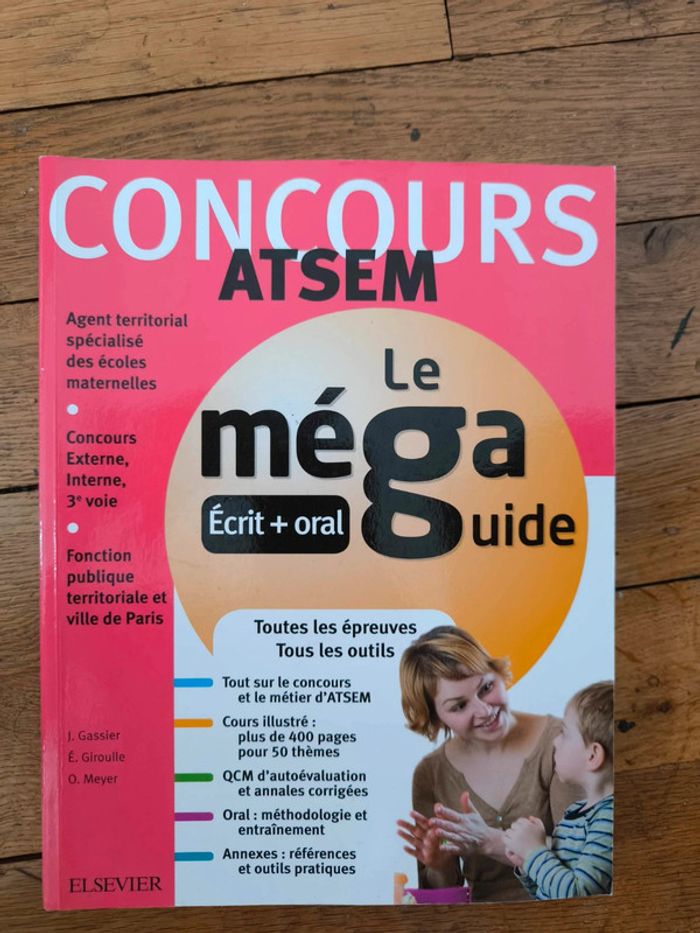 CONCOURS
ATSEM
Agent territorial
spécialisé
des écoles
maternelles
Concours
Externe,
Interne,
3e voie
Fonction
publique
territoriale et
ville de Paris
Le
méga
Écrit + oral
guide
Toutes les épreuves
Tous les outils
Tout sur le concours
et le métier d'ATSEM
Cours illustré :
plus de 400 pages
pour 50 thèmes
QCM d'autoévaluation
et annales corrigées
Oral : méthodologie et
entraînement
Annexes : références
et outils pratiques
J. Gassier
É. Giroulle
O. Meyer
ELSEVIER